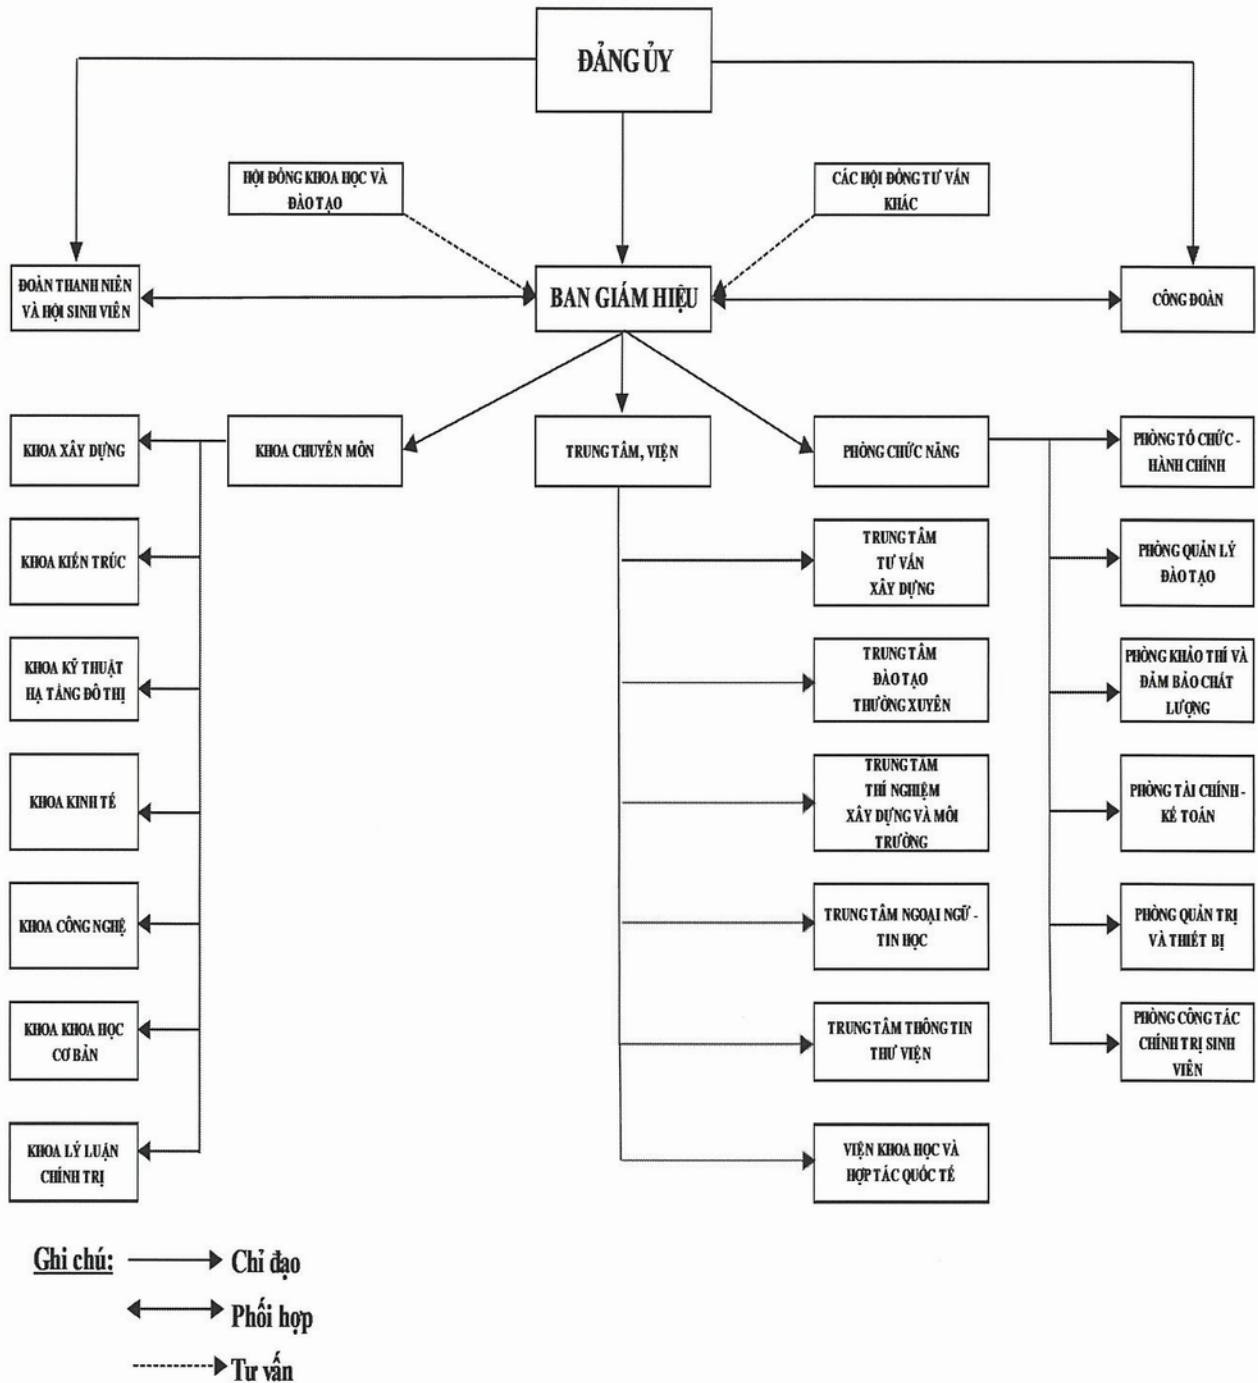 ĐẢNG ỦY
HỘI ĐỒNG KHOA HỌC VÀ
ĐÀO TẠO
CÁC HỘI ĐỒNG TƯ VẤN
KHÁC
ĐOÀN THANH NIÊN
VÀ HỘI SINH VIÊN
BAN GIÁM HIỆU
CÔNG ĐOÀN
KHOA XÂY DỰNG
KHOA CHUYÊN MÔN
TRUNG TÂM, VIỆN
PHÒNG CHỨC NĂNG
PHÒNG TỔ CHỨC -
HÀNH CHÍNH
KHOA KIẾN TRÚC
TRUNG TÂM
TƯ VẤN
XÂY DỰNG
PHÒNG QUẢN LÝ
ĐÀO TẠO
KHOA KỸ THUẬT
HẠ TẦNG ĐÔ THỊ
TRUNG TÂM
ĐÀO TẠO
THƯỜNG XUYÊN
PHÒNG KHẢO THÍ VÀ
ĐẢM BẢO CHẤT
LƯỢNG
KHOA KINH TẾ
TRUNG TÂM
THÍ NGHIỆM
XÂY DỰNG VÀ MÔI
TRƯỜNG
PHÒNG TÀI CHÍNH -
KẾ TOÁN
KHOA CÔNG NGHỆ
TRUNG TÂM NGOẠI NGỮ -
TIN HỌC
PHÒNG QUẢN TRỊ
VÀ THIẾT BỊ
KHOA KHOA HỌC
CƠ BẢN
TRUNG TÂM THÔNG TIN
THƯ VIỆN
PHÒNG CÔNG TÁC
CHÍNH TRỊ SINH
VIÊN
KHOA LÝ LUẬN
CHÍNH TRỊ
VIỆN KHOA HỌC VÀ
HỢP TÁC QUỐC TẾ
Ghi chú: Chỉ đạo
Phối hợp
Tư vấn